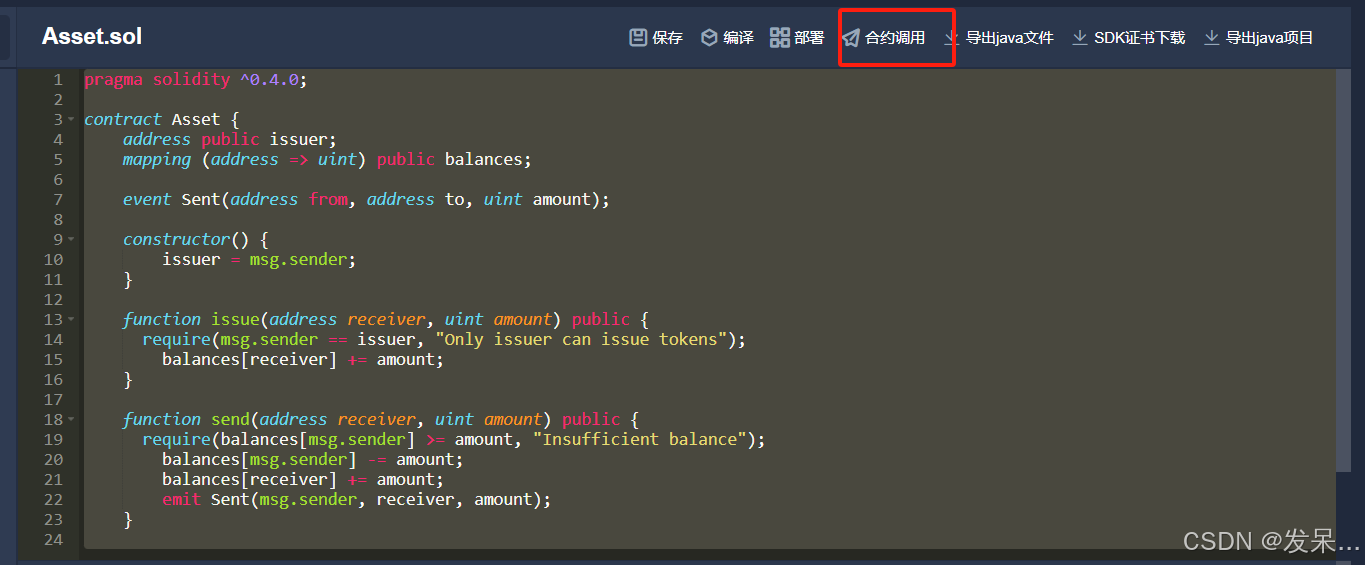 Asset.sol 保存 编译 部署 合约调用 导出java文件 SDK证书下载 导出java项目
1 pragma solidity ^0.4.0;
2
3 contract Asset {
4     address public issuer;
5     mapping (address => uint) public balances;
6
7     event Sent(address from, address to, uint amount);
8
9     constructor() {
10         issuer = msg.sender;
11     }
12
13     function issue(address receiver, uint amount) public {
14       require(msg.sender == issuer, "Only issuer can issue tokens");
15         balances[receiver] += amount;
16     }
17
18     function send(address receiver, uint amount) public {
19       require(balances[msg.sender] >= amount, "Insufficient balance");
20         balances[msg.sender] -= amount;
21         balances[receiver] += amount;
22         emit Sent(msg.sender, receiver, amount);
23     }
24
CSDN @发呆...